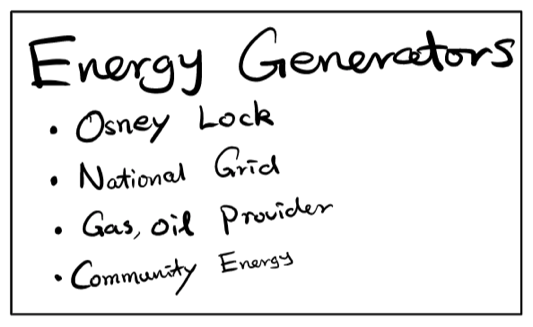 Energy Generators
• Osney Lock
• National Grid
• Gas, oil Provider
• Community Energy